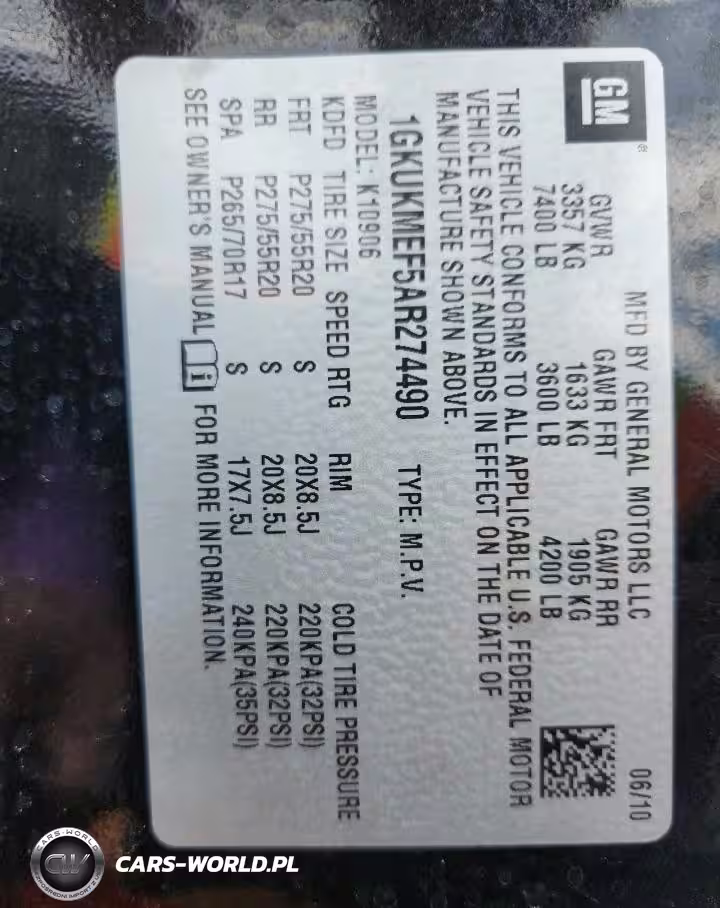 GM
®
MFD BY GENERAL MOTORS LLC 06/10
GVWR GAWR FRT GAWR RR
3357 KG 1633 KG 1905 KG
7400 LB 3600 LB 4200 LB
THIS VEHICLE CONFORMS TO ALL APPLICABLE U.S. FEDERAL MOTOR
VEHICLE SAFETY STANDARDS IN EFFECT ON THE DATE OF
MANUFACTURE SHOWN ABOVE.
1GKUKMEF5AR274490 TYPE: M.P.V.
MODEL: K10906
KDFD TIRE SIZE SPEED RTG RIM COLD TIRE PRESSURE
FRT P275/55R20 S 20X8.5J 220KPA(32PSI)
RR P275/55R20 S 20X8.5J 220KPA(32PSI)
SPA P265/70R17 S 17X7.5J 240KPA(35PSI)
SEE OWNER'S MANUAL i FOR MORE INFORMATION.
CARS-WORLD
CW
CARS-WORLD.PL